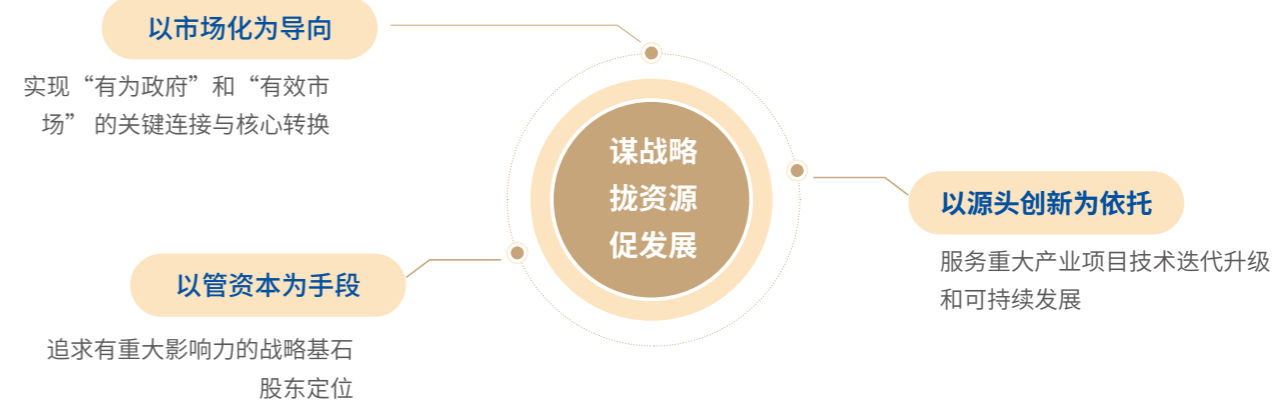 以市场化为导向
实现“有为政府”和“有效市
场” 的关键连接与核心转换
谋战略
拢资源
促发展
以源头创新为依托
服务重大产业项目技术迭代升级
和可持续发展
以管资本为手段
追求有重大影响力的战略基石
股东定位